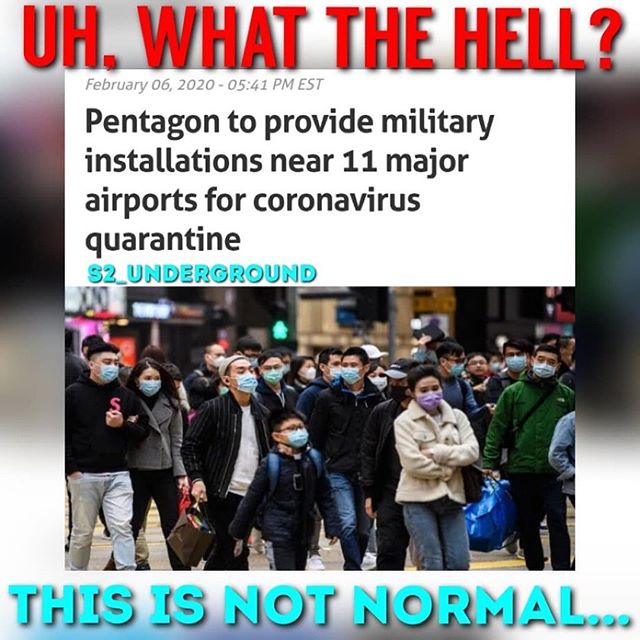 UH, WHAT THE HELL?
February 06, 2020 - 05:41 PM EST
Pentagon to provide military
installations near 11 major
airports for coronavirus
quarantine
S2_UNDERGROUND
THIS IS NOT NORMAL...